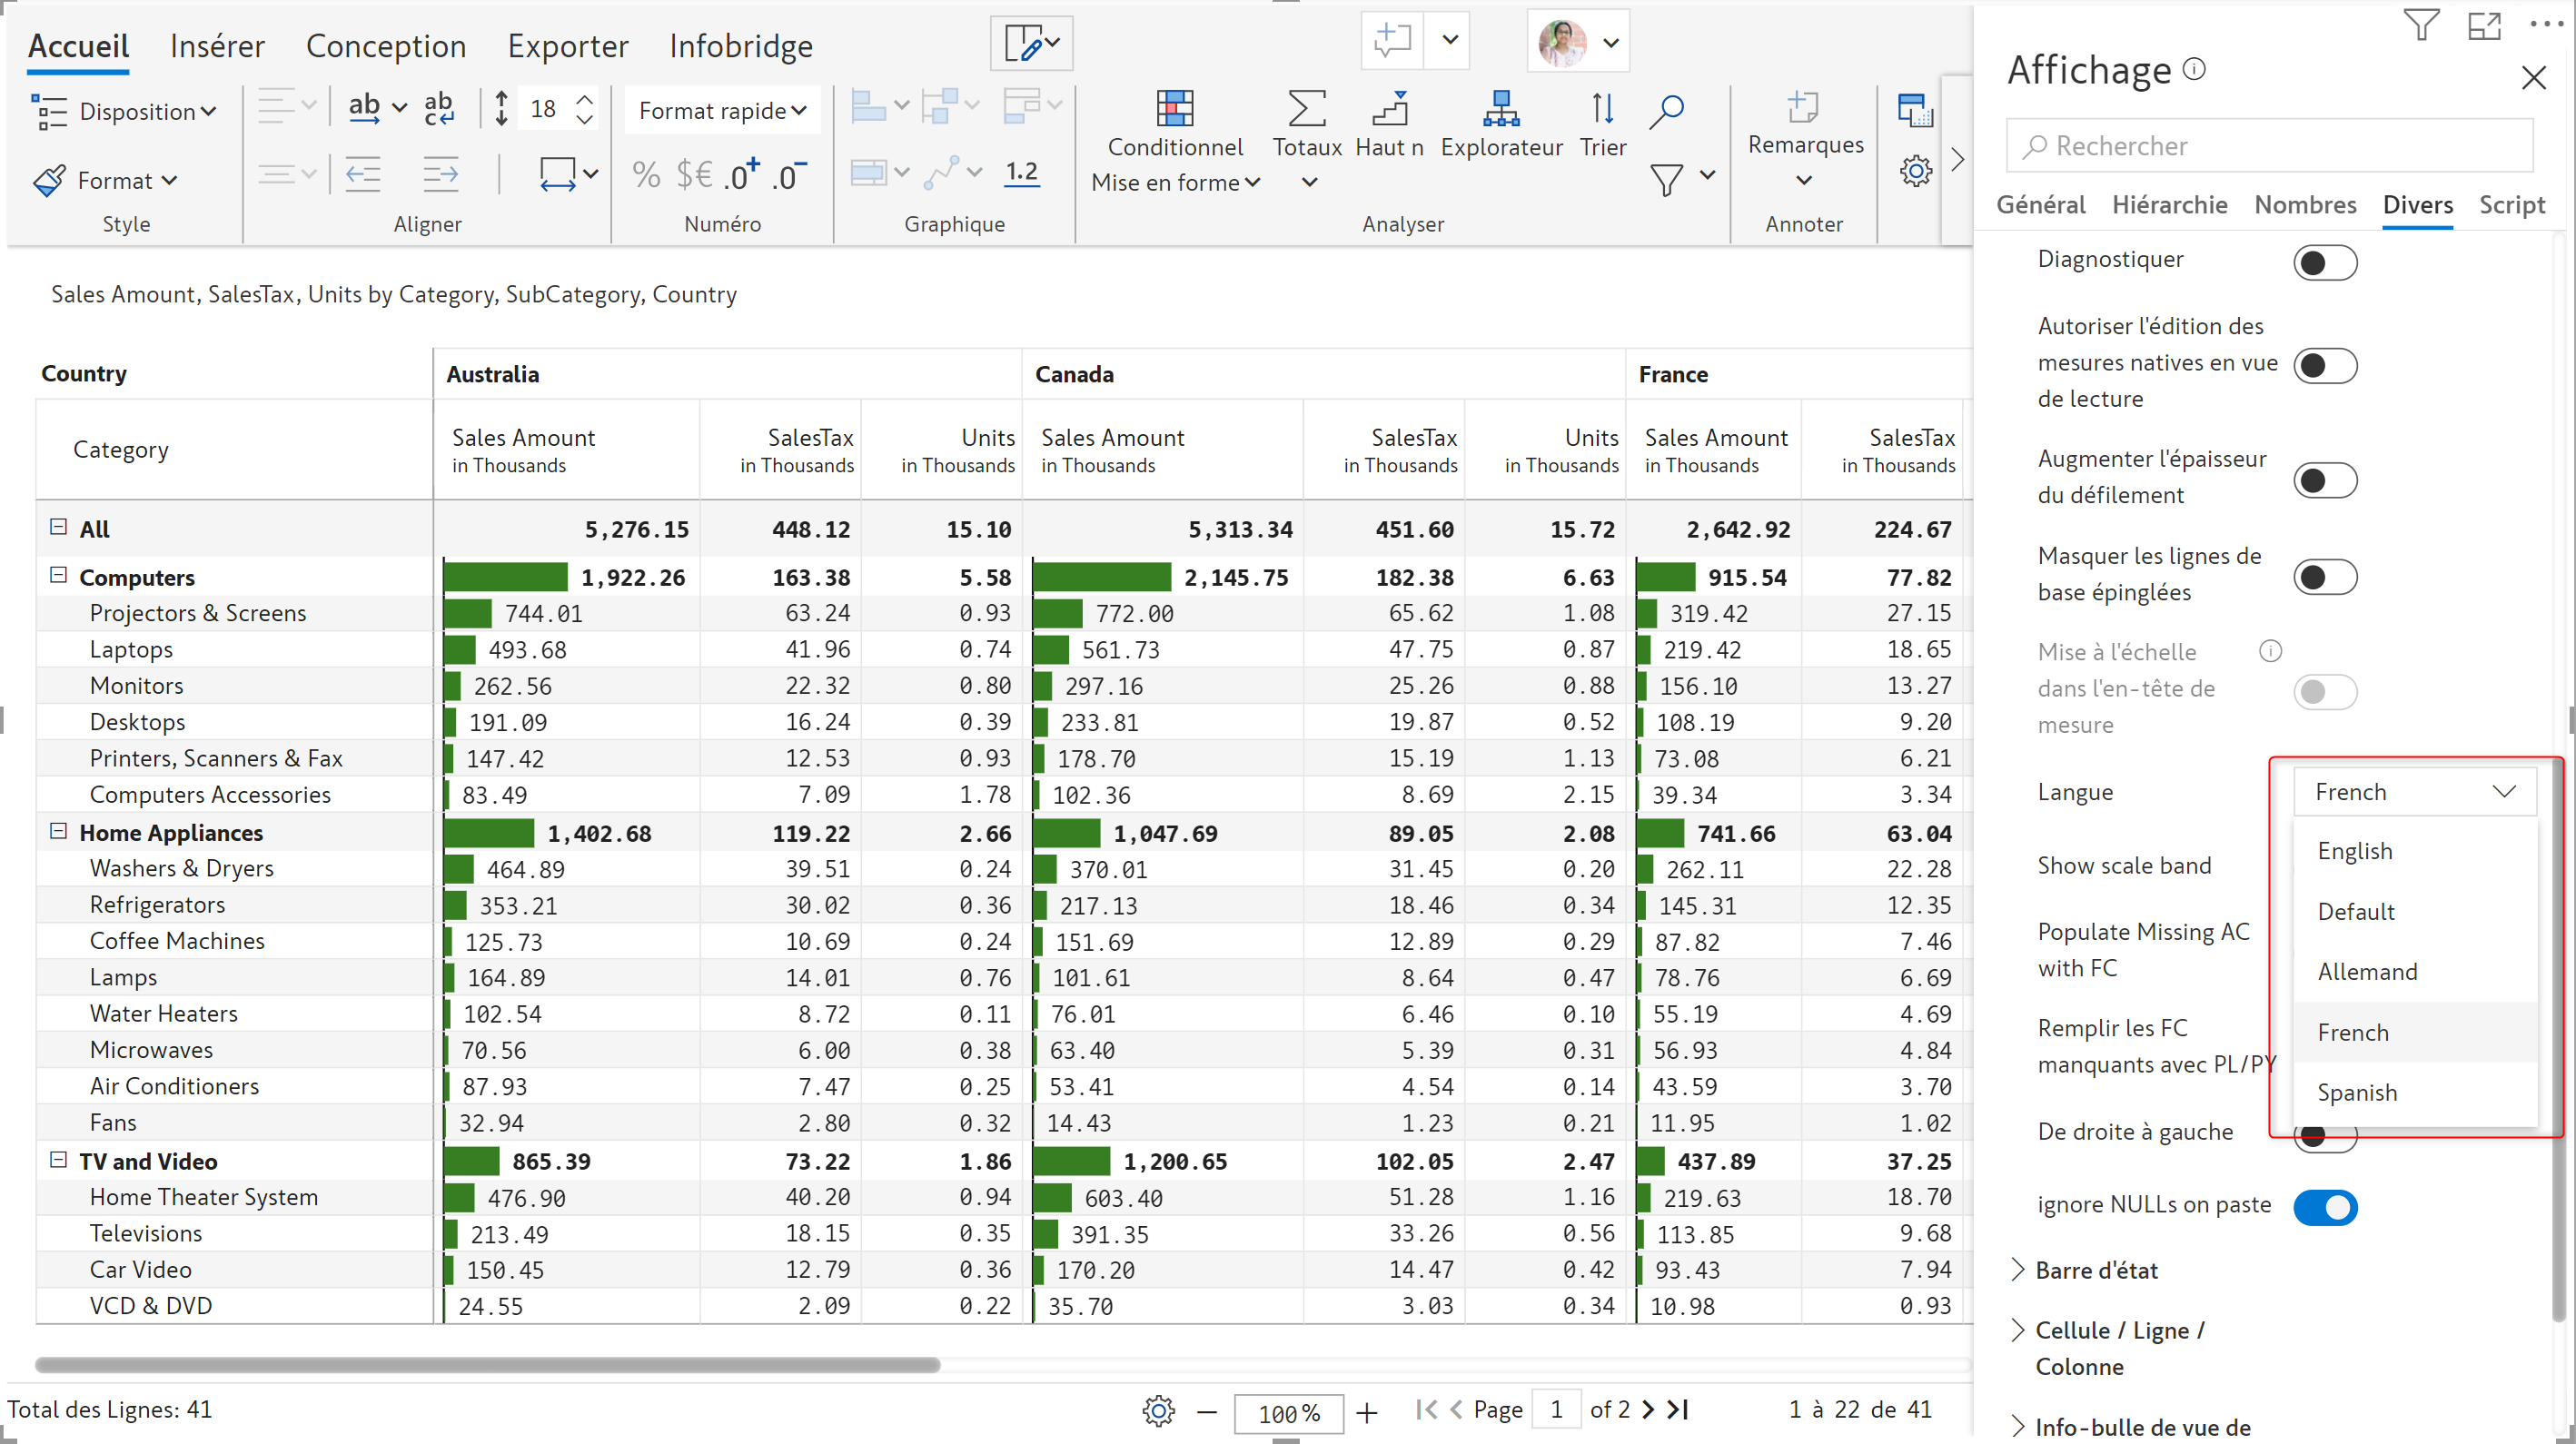 Accueil Insérer Conception Exporter Infobridge
Disposition ab ab c 18 Format rapide
Conditionnel Totaux Haut n Explorateur Trier Remarques
Format % $€ .0+ .0- 1.2 Mise en forme
Style Aligner Numéro Graphique Analyser Annoter
Sales Amount, SalesTax, Units by Category, SubCategory, Country
Country Australia Canada France
Category Sales Amount SalesTax Units Sales Amount SalesTax Units Sales Amount SalesTax
in Thousands in Thousands in Thousands in Thousands in Thousands in Thousands in Thousands in Thousands
All 5,276.15 448.12 15.10 5,313.34 451.60 15.72 2,642.92 224.67
Computers 1,922.26 163.38 5.58 2,145.75 182.38 6.63 915.54 77.82
Projectors & Screens 744.01 63.24 0.93 772.00 65.62 1.08 319.42 27.15
Laptops 493.68 41.96 0.74 561.73 47.75 0.87 219.42 18.65
Monitors 262.56 22.32 0.80 297.16 25.26 0.88 156.10 13.27
Desktops 191.09 16.24 0.39 233.81 19.87 0.52 108.19 9.20
Printers, Scanners & Fax 147.42 12.53 0.93 178.70 15.19 1.13 73.08 6.21
Computers Accessories 83.49 7.09 1.78 102.36 8.69 2.15 39.34 3.34
Home Appliances 1,402.68 119.22 2.66 1,047.69 89.05 2.08 741.66 63.04
Washers & Dryers 464.89 39.51 0.24 370.01 31.45 0.20 262.11 22.28
Refrigerators 353.21 30.02 0.36 217.13 18.46 0.34 145.31 12.35
Coffee Machines 125.73 10.69 0.24 151.69 12.89 0.29 87.82 7.46
Lamps 164.89 14.01 0.76 101.61 8.64 0.47 78.76 6.69
Water Heaters 102.54 8.72 0.11 76.01 6.46 0.10 55.19 4.69
Microwaves 70.56 6.00 0.38 63.40 5.39 0.31 56.93 4.84
Air Conditioners 87.93 7.47 0.25 53.41 4.54 0.14 43.59 3.70
Fans 32.94 2.80 0.32 14.43 1.23 0.21 11.95 1.02
TV and Video 865.39 73.22 1.86 1,200.65 102.05 2.47 437.89 37.25
Home Theater System 476.90 40.20 0.94 603.40 51.28 1.16 219.63 18.70
Televisions 213.49 18.15 0.35 391.35 33.26 0.56 113.85 9.68
Car Video 150.45 12.79 0.36 170.20 14.47 0.42 93.43 7.94
VCD & DVD 24.55 2.09 0.22 35.70 3.03 0.34 10.98 0.93
Total des Lignes: 41 100 % Page 1 of 2 1 à 22 de 41
Affichage
Rechercher
Général Hiérarchie Nombres Divers Script
Diagnostiquer
Autoriser l'édition des
mesures natives en vue
de lecture
Augmenter l'épaisseur
du défilement
Masquer les lignes de
base épinglées
Mise à l'échelle
dans l'en-tête de
mesure
Langue French
English
Show scale band
Default
Populate Missing AC
with FC
Allemand
Remplir les FC
French
manquants avec PL/PY
Spanish
De droite à gauche
ignore NULLs on paste
Barre d'état
Cellule / Ligne /
Colonne
Info-bulle de vue de